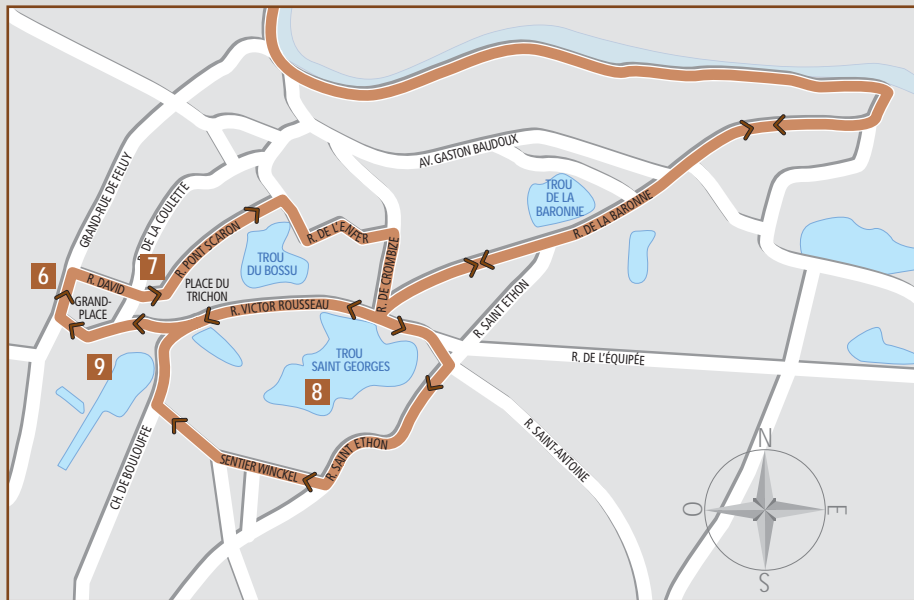 AV. GASTON BAUDOUX
GRAND-RUE DE FELUY
R. DE LA COULETTE
TROU
DE LA
BARONNE
R. DE LA BARONNE
R. PONT SCARON
R. DE L'ENFER
TROU
DU BOSSU
R. DE CROMBIZE
6
R. DAVID
7
GRAND-
PLACE
PLACE DU
TRICHON
R. VICTOR ROUSSEAU
R. SAINT ETHON
R. DE L'ÉQUIPÉE
9
TROU
SAINT GEORGES
8
R. SAINT-ANTOINE
R. SAINT ETHON
SENTIER WINCKEL
CH. DE BOULOUFFE
N
O
E
S